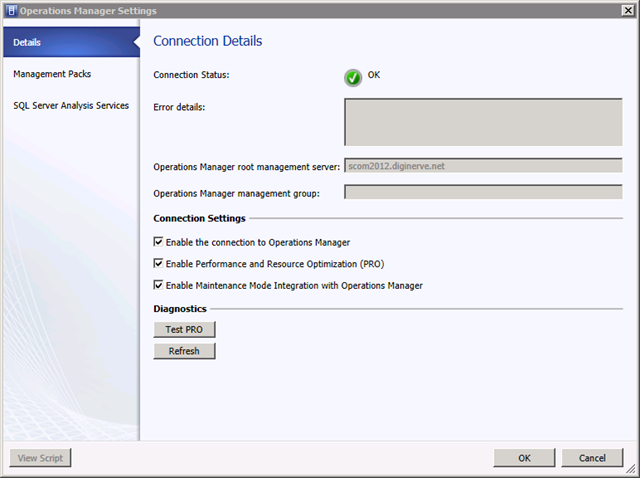 Operations Manager Settings
Details
Management Packs
SQL Server Analysis Services
Connection Details
Connection Status: OK
Error details:
Operations Manager root management server: scom2012.diginerve.net
Operations Manager management group:
Connection Settings
Enable the connection to Operations Manager
Enable Performance and Resource Optimization (PRO)
Enable Maintenance Mode Integration with Operations Manager
Diagnostics
Test PRO
Refresh
View Script OK Cancel